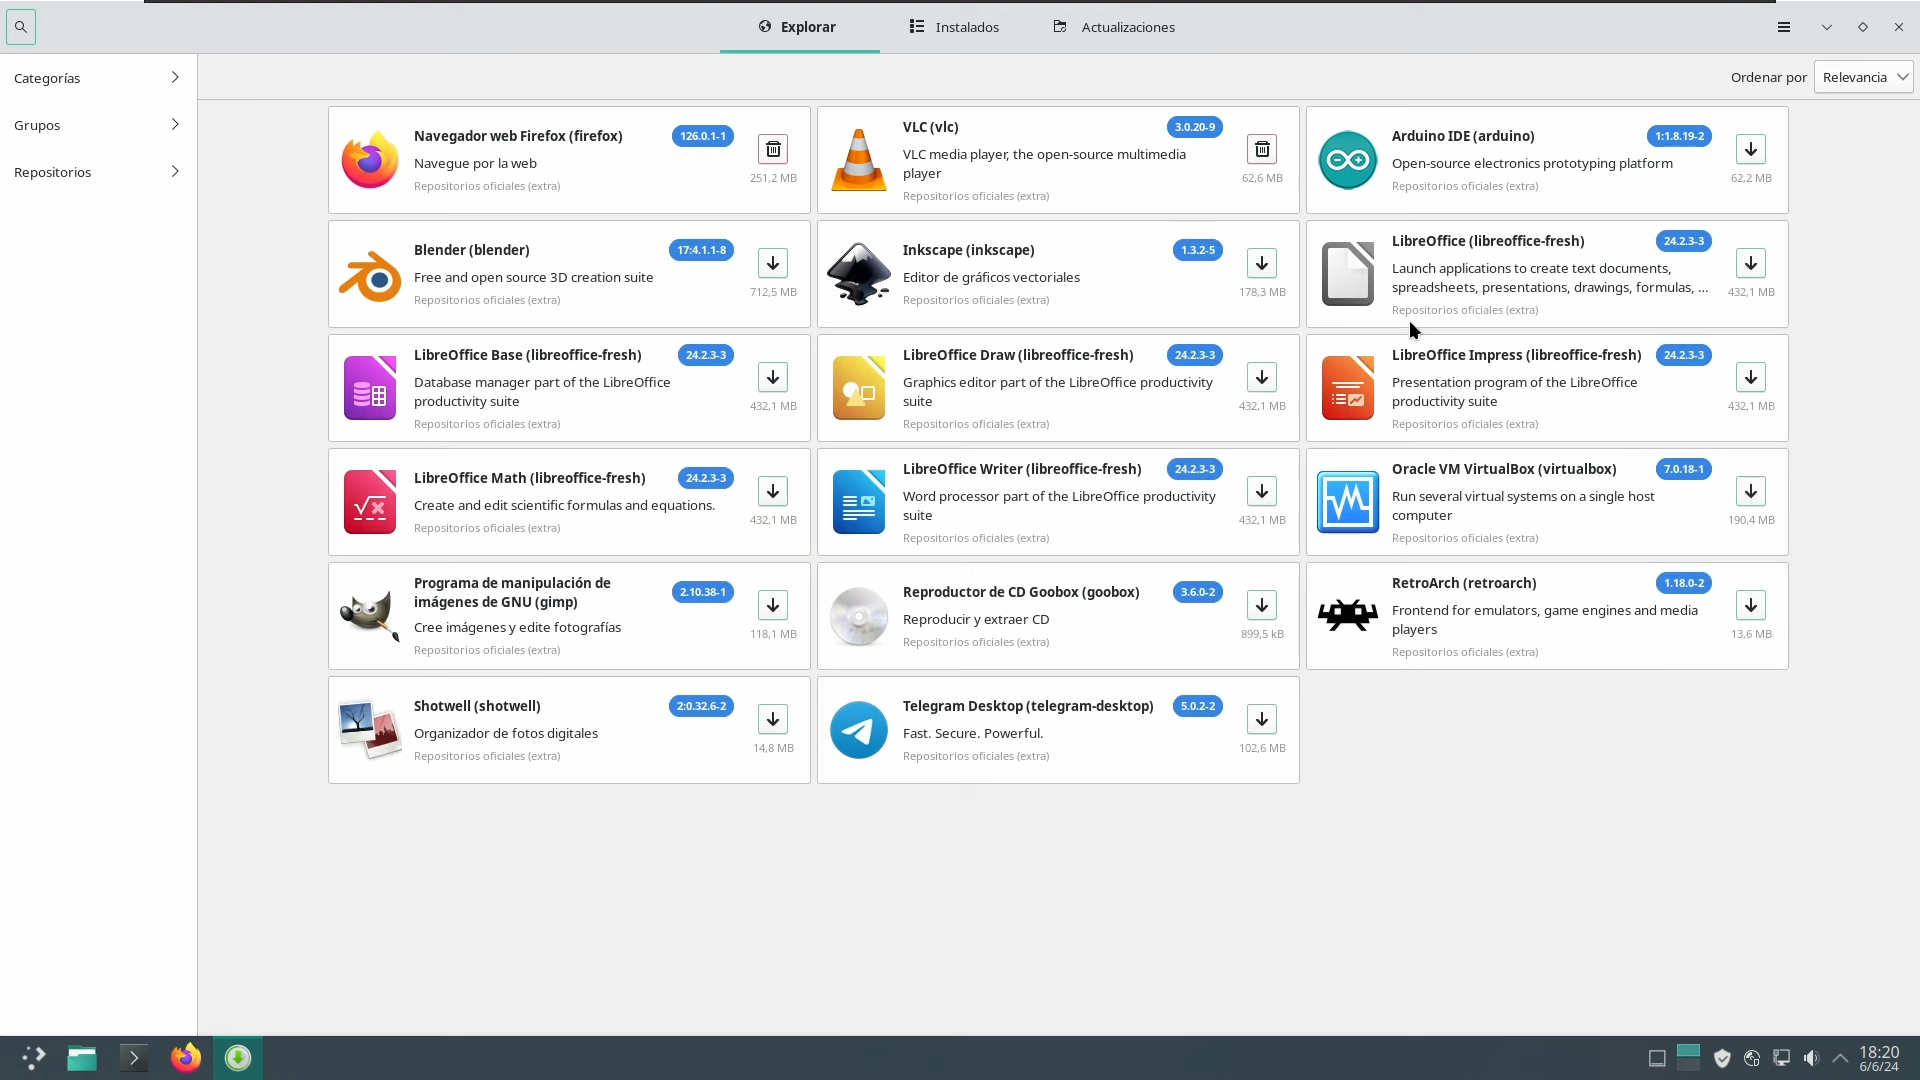 Explorar
Instalados
Actualizaciones
Categorías
Grupos
Repositorios
Ordenar por
Relevancia
Navegador web Firefox (firefox)
126.0.1-1
Navegue por la web
Repositorios oficiales (extra)
251,2 MB
VLC (vlc)
3.0.20-9
VLC media player, the open-source multimedia
player
Repositorios oficiales (extra)
62,6 MB
Arduino IDE (arduino)
1:1.8.19-2
Open-source electronics prototyping platform
Repositorios oficiales (extra)
62,2 MB
Blender (blender)
17:4.1.1-8
Free and open source 3D creation suite
Repositorios oficiales (extra)
712,5 MB
Inkscape (inkscape)
1.3.2-5
Editor de gráficos vectoriales
Repositorios oficiales (extra)
178,3 MB
LibreOffice (libreoffice-fresh)
24.2.3-3
Launch applications to create text documents,
spreadsheets, presentations, drawings, formulas, ...
Repositorios oficiales (extra)
432,1 MB
LibreOffice Base (libreoffice-fresh)
24.2.3-3
Database manager part of the LibreOffice
productivity suite
Repositorios oficiales (extra)
432,1 MB
LibreOffice Draw (libreoffice-fresh)
24.2.3-3
Graphics editor part of the LibreOffice productivity
suite
Repositorios oficiales (extra)
432,1 MB
LibreOffice Impress (libreoffice-fresh)
24.2.3-3
Presentation program of the LibreOffice
productivity suite
Repositorios oficiales (extra)
432,1 MB
LibreOffice Math (libreoffice-fresh)
24.2.3-3
Create and edit scientific formulas and equations.
Repositorios oficiales (extra)
432,1 MB
LibreOffice Writer (libreoffice-fresh)
24.2.3-3
Word processor part of the LibreOffice productivity
suite
Repositorios oficiales (extra)
432,1 MB
Oracle VM VirtualBox (virtualbox)
7.0.18-1
Run several virtual systems on a single host
computer
Repositorios oficiales (extra)
190,4 MB
Programa de manipulación de
imágenes de GNU (gimp)
2.10.38-1
Cree imágenes y edite fotografías
Repositorios oficiales (extra)
118,1 MB
Reproductor de CD Goobox (goobox)
3.6.0-2
Reproducir y extraer CD
Repositorios oficiales (extra)
899,5 kB
RetroArch (retroarch)
1.18.0-2
Frontend for emulators, game engines and media
players
Repositorios oficiales (extra)
13,6 MB
Shotwell (shotwell)
2:0.32.6-2
Organizador de fotos digitales
Repositorios oficiales (extra)
14,8 MB
Telegram Desktop (telegram-desktop)
5.0.2-2
Fast. Secure. Powerful.
Repositorios oficiales (extra)
102,6 MB
18:20
6/6/24